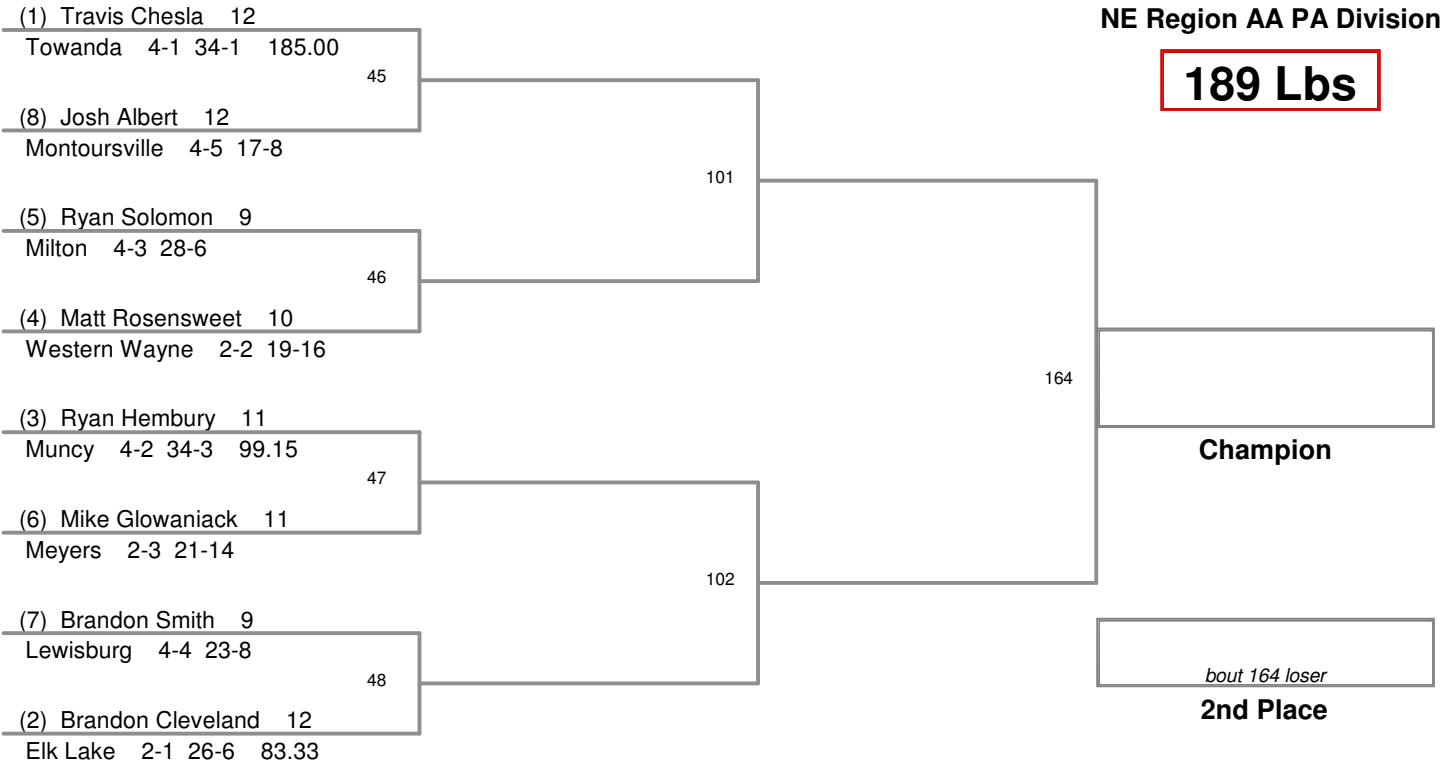 (1) Travis Chesla 12
Towanda 4-1 34-1 185.00
45
(8) Josh Albert 12
Montoursville 4-5 17-8
101
(5) Ryan Solomon 9
Milton 4-3 28-6
46
(4) Matt Rosensweet 10
Western Wayne 2-2 19-16
164
(3) Ryan Hembury 11
Muncy 4-2 34-3 99.15
47
(6) Mike Glowaniack 11
Meyers 2-3 21-14
102
(7) Brandon Smith 9
Lewisburg 4-4 23-8
48
(2) Brandon Cleveland 12
Elk Lake 2-1 26-6 83.33
NE Region AA PA Division
189 Lbs
Champion
bout 164 loser
2nd Place